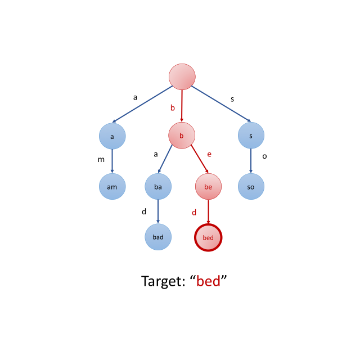 a b s
a b s
m a e o
am ba be so
d d
bad bed
Target: “bed”